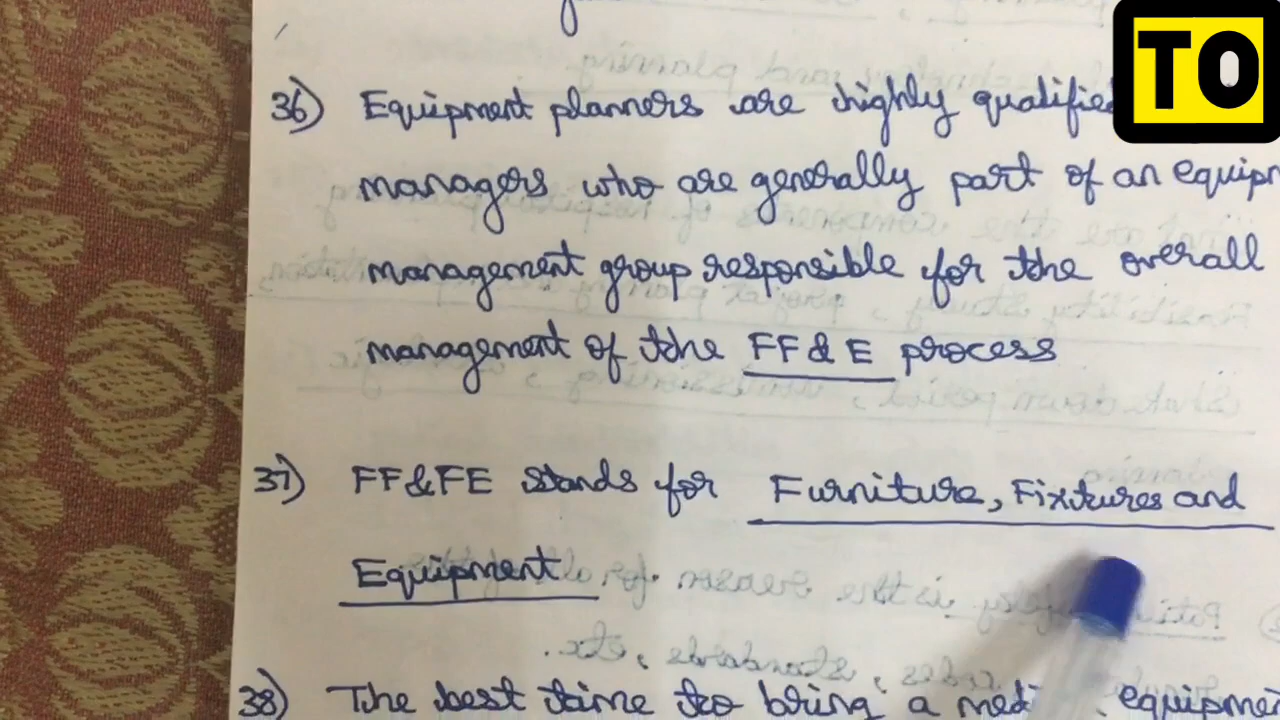 TO
36) Equipment planners are highly qualified
managers who are generally part of an equipm
management group responsible for the overall
management of the FF & E process
37) FF&FE stands for Furniture, Fixtures and
Equipment.
38) The best time to bring a medi equipme